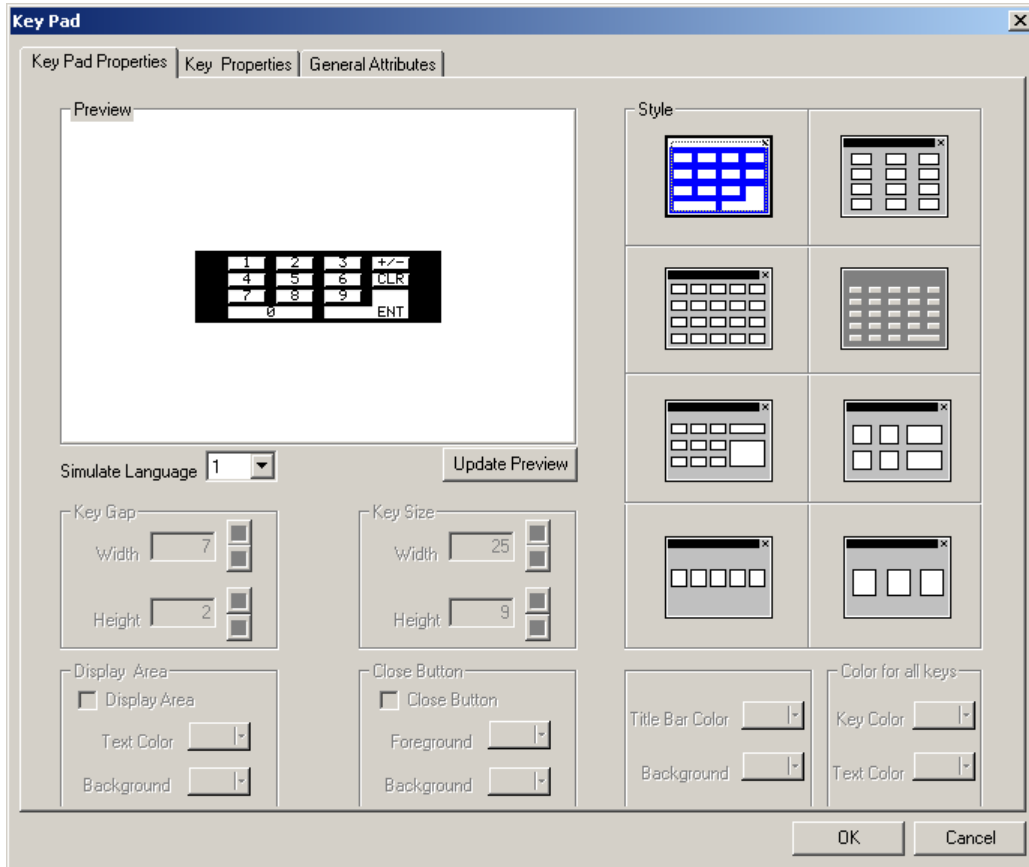 Key Pad
Key Pad Properties Key Properties General Attributes
Preview
1 2 3 +/-
4 5 6 CLR
7 8 9
0 ENT
Style
Simulate Language 1 Update Preview
Key Gap
Width 7
Height 2
Key Size
Width 25
Height 9
Display Area
Display Area
Text Color
Background
Close Button
Close Button
Foreground
Background
Title Bar Color
Background
Color for all keys
Key Color
Text Color
OK Cancel